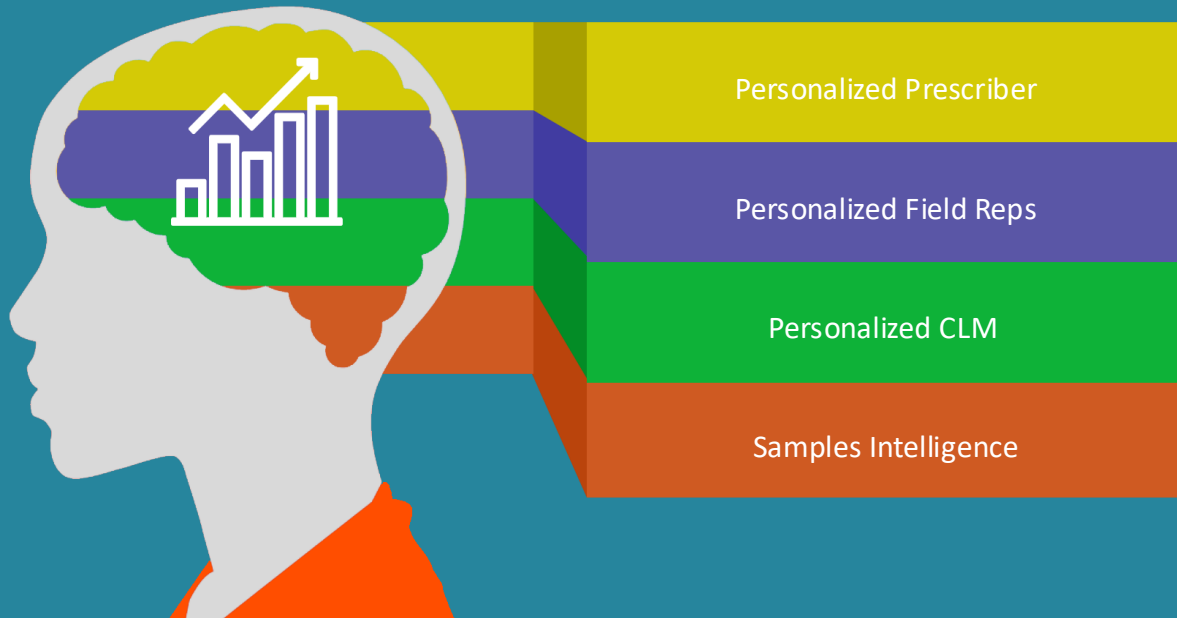 Personalized Prescriber
Personalized Field Reps
Personalized CLM
Samples Intelligence